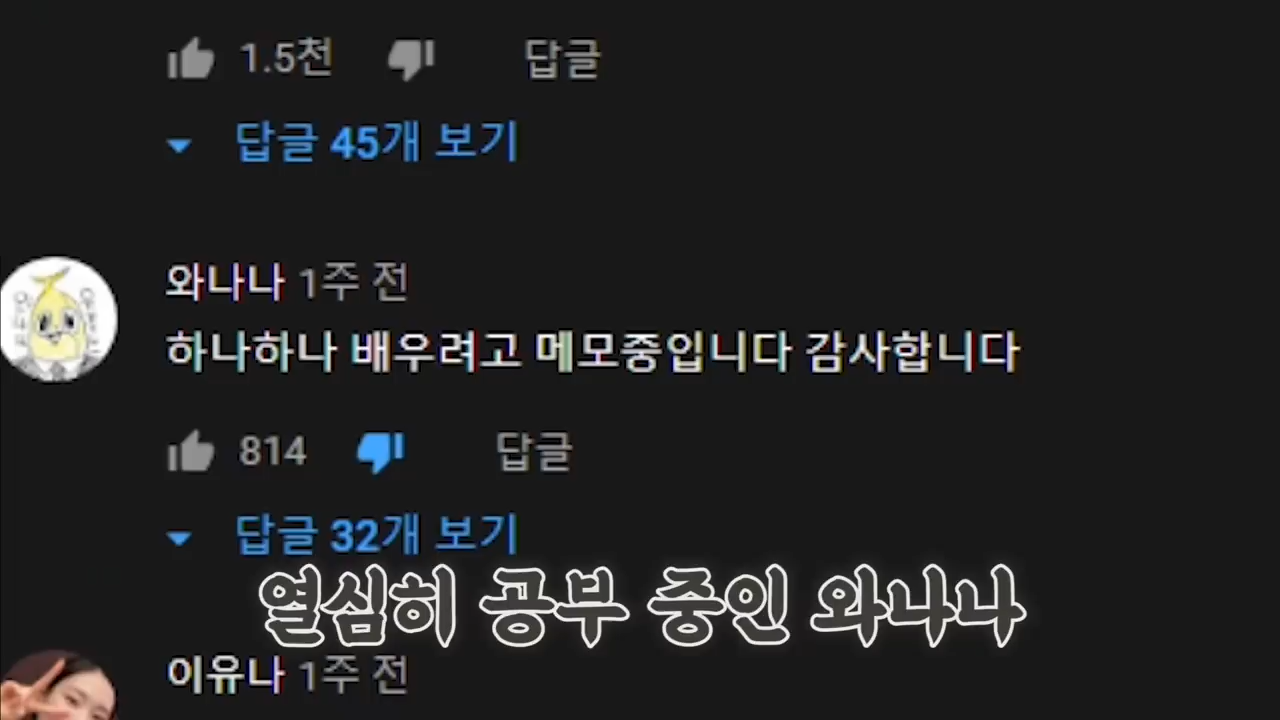 1.5천 답글
답글 45개 보기
와나나 1주 전
하나하나 배우려고 메모중입니다 감사합니다
814 답글
답글 32개 보기
열심히 공부 중인 와나나
이유나 1주 전